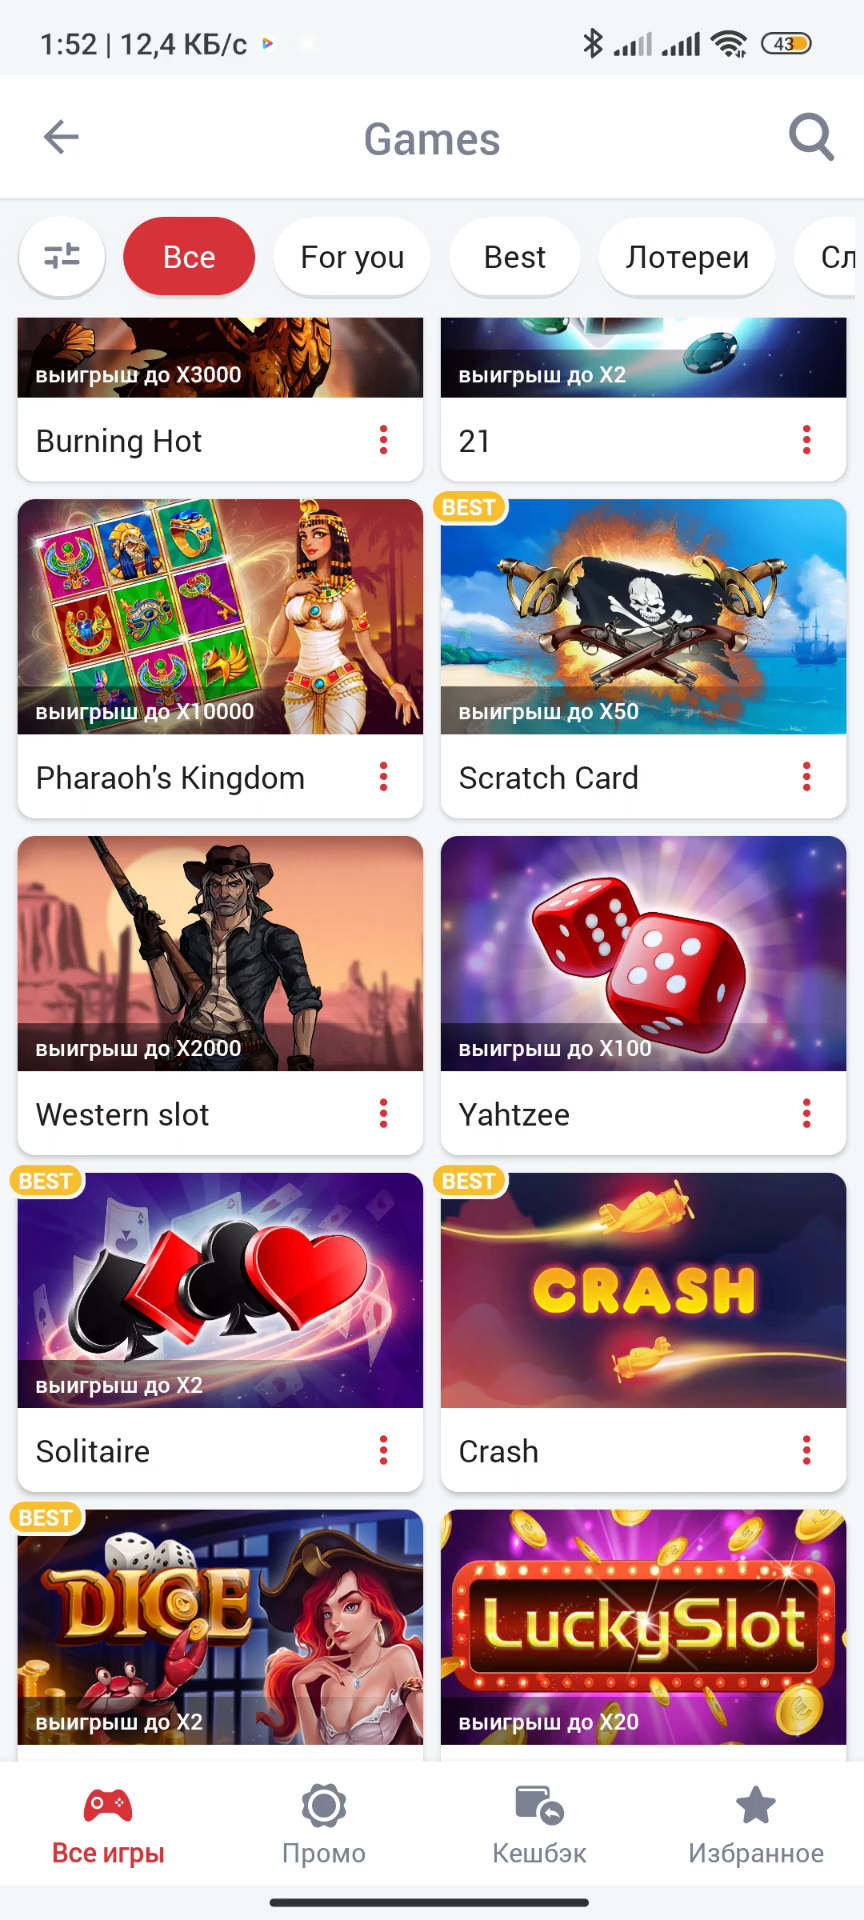 1:52 | 12,4 КБ/с
43
Games
Все
For you
Best
Лотереи
Сл
выигрыш до X3000
выигрыш до X2
Burning Hot
21
BEST
выигрыш до X10000
выигрыш до X50
Pharaoh's Kingdom
Scratch Card
выигрыш до X2000
выигрыш до X100
Western slot
Yahtzee
BEST
BEST
CRASH
выигрыш до X2
Solitaire
Crash
BEST
DICE
LuckySlot
выигрыш до X2
выигрыш до X20
Все игры
Промо
Кешбэк
Избранное